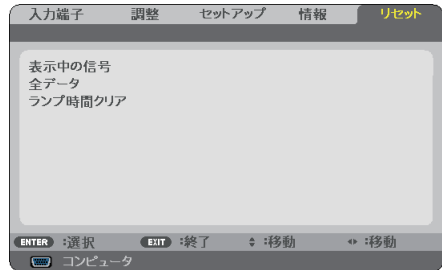 入力端子 調整 セットアップ 情報 リセット
表示中の信号
全データ
ランプ時間クリア
ENTER :選択 EXIT :終了 :移動 :移動
コンピュータ